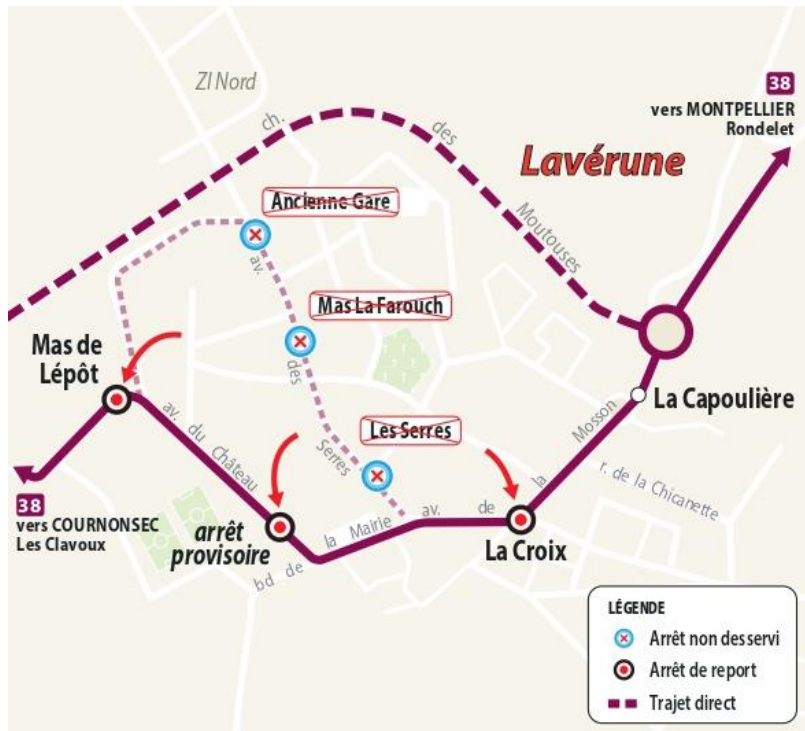 ZI Nord
38
vers MONTPELLIER
Rondelet
ch.
des
Moutouses
Lavérune
Ancienne Gare
av.
Mas La Farouch
des
Mas de
Lépôt
La Capoulière
Les Serres
Serres
av. du Château
la
Mosson
r. de la Chicanette
38
vers COURNONSEC
Les Clavoux
arrêt
provisoire
bd de la Mairie
av. de
La Croix
LÉGENDE
Arrêt non desservi
Arrêt de report
Trajet direct